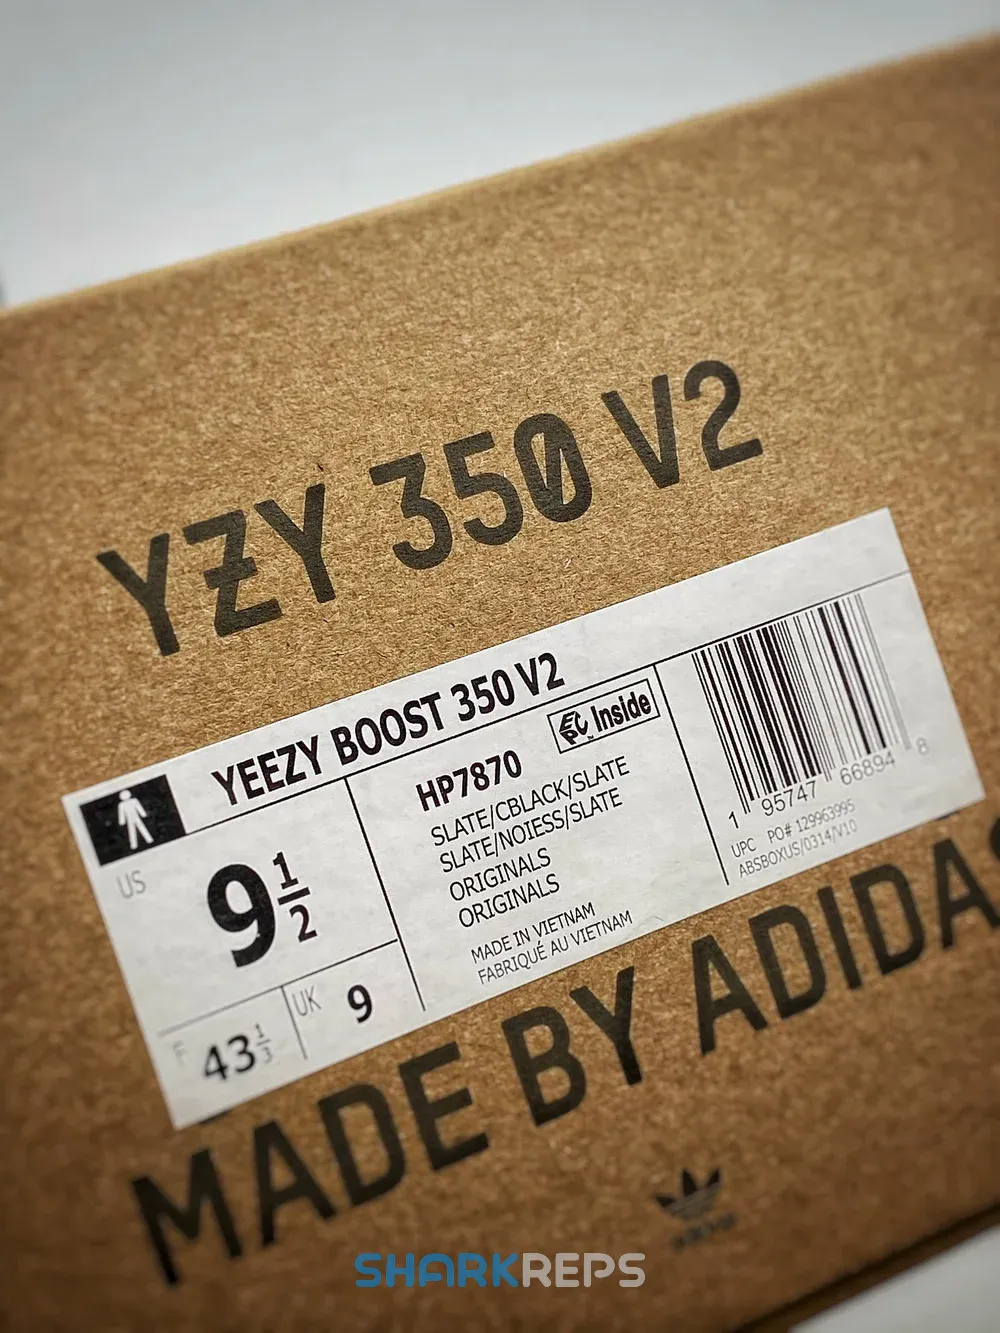 YZY 350 V2
YEEZY BOOST 350 V2
US
9 1/2
F
43 1/3
UK
9
HP7870
EPC Inside
SLATE/CBLACK/SLATE
SLATE/NOIESS/SLATE
ORIGINALS
ORIGINALS
MADE IN VIETNAM
FABRIQUÉ AU VIETNAM
1 95747 66894 8
UPC PO# 129963995
ABSBOXUS/0314/V10
MADE BY ADIDAS
SHARKREPS